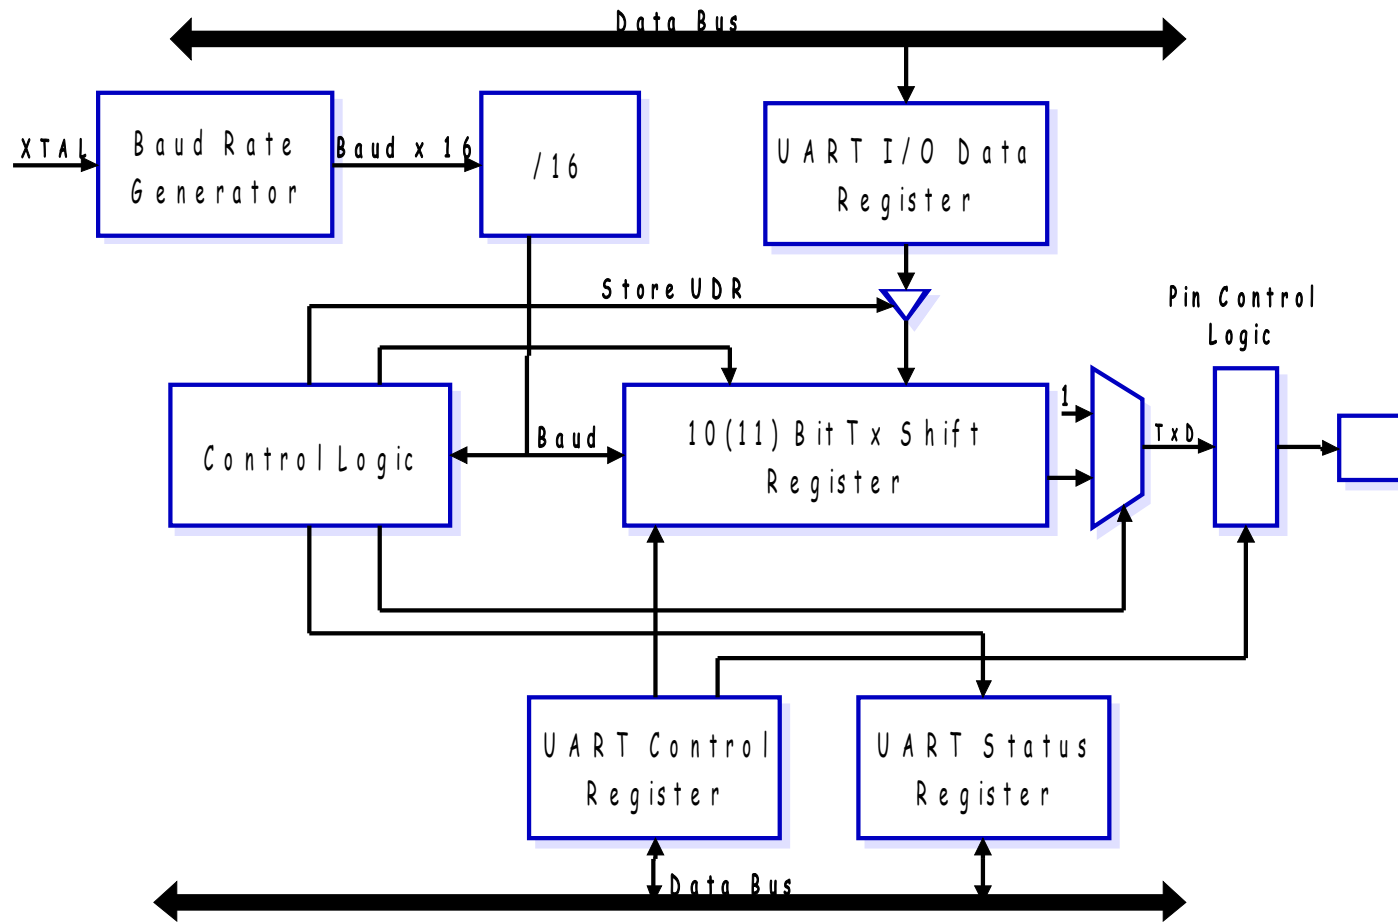 Data Bus
XTAL
Baud Rate
Generator
Baud x 16
/16
UART I/O Data
Register
Store UDR
Pin Control
Logic
Control Logic
Baud
10(11) Bit Tx Shift
Register
1
TxD
UART Control
Register
UART Status
Register
Data Bus